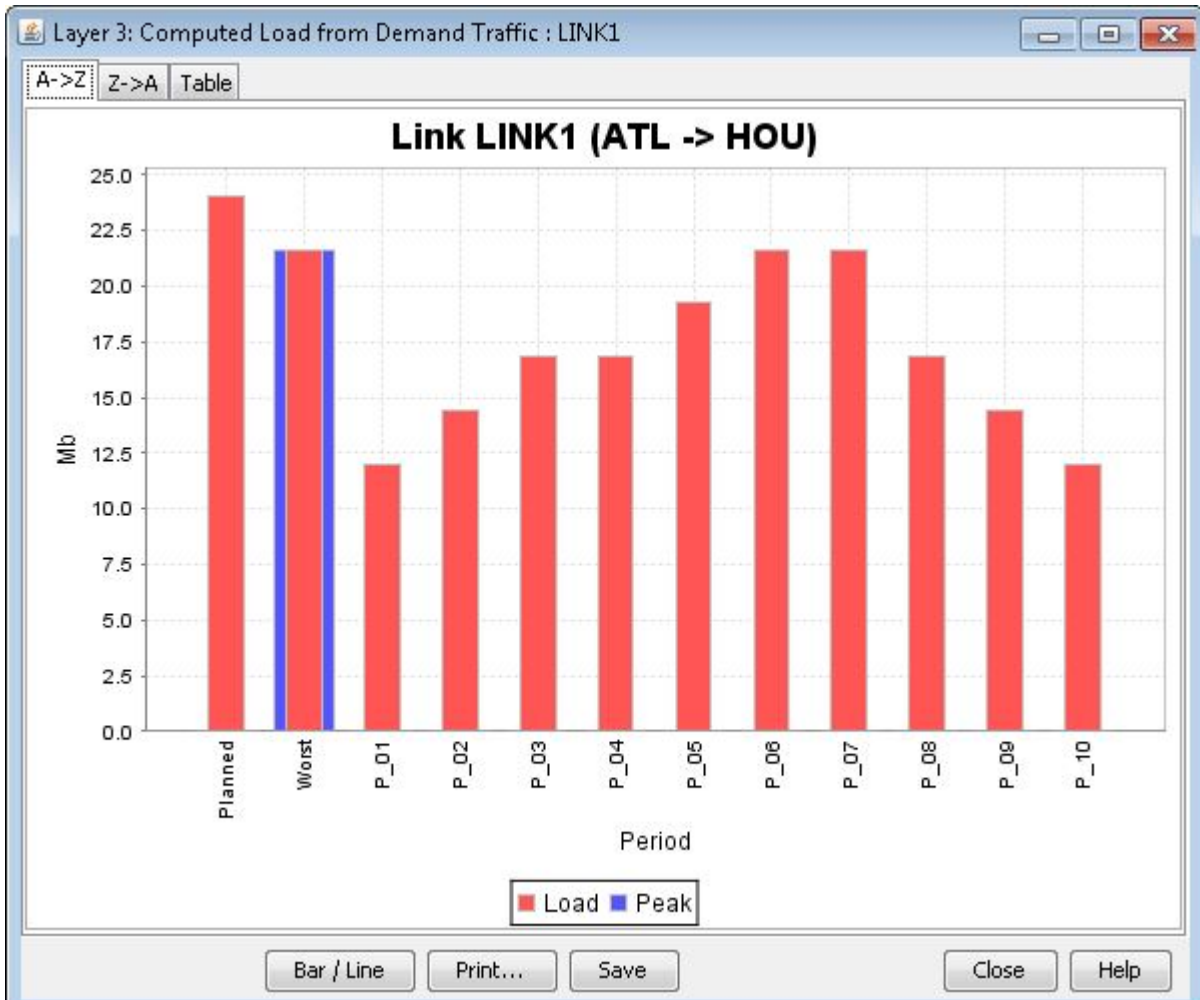 Layer 3: Computed Load from Demand Traffic : LINK1
A->Z Z->A Table
Link LINK1 (ATL -> HOU)
25.0
22.5
20.0
17.5
15.0
12.5
10.0
7.5
5.0
2.5
0.0
Mb
Planned
Worst
P_01
P_02
P_03
P_04
P_05
P_06
P_07
P_08
P_09
P_10
Period
Load Peak
Bar / Line Print... Save Close Help